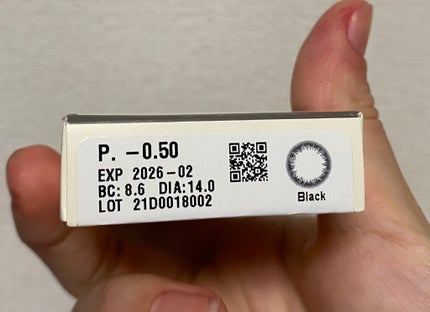 P. -0.50
EXP 2026-02
BC: 8.6 DIA:14.0
LOT 21D0018002
Black